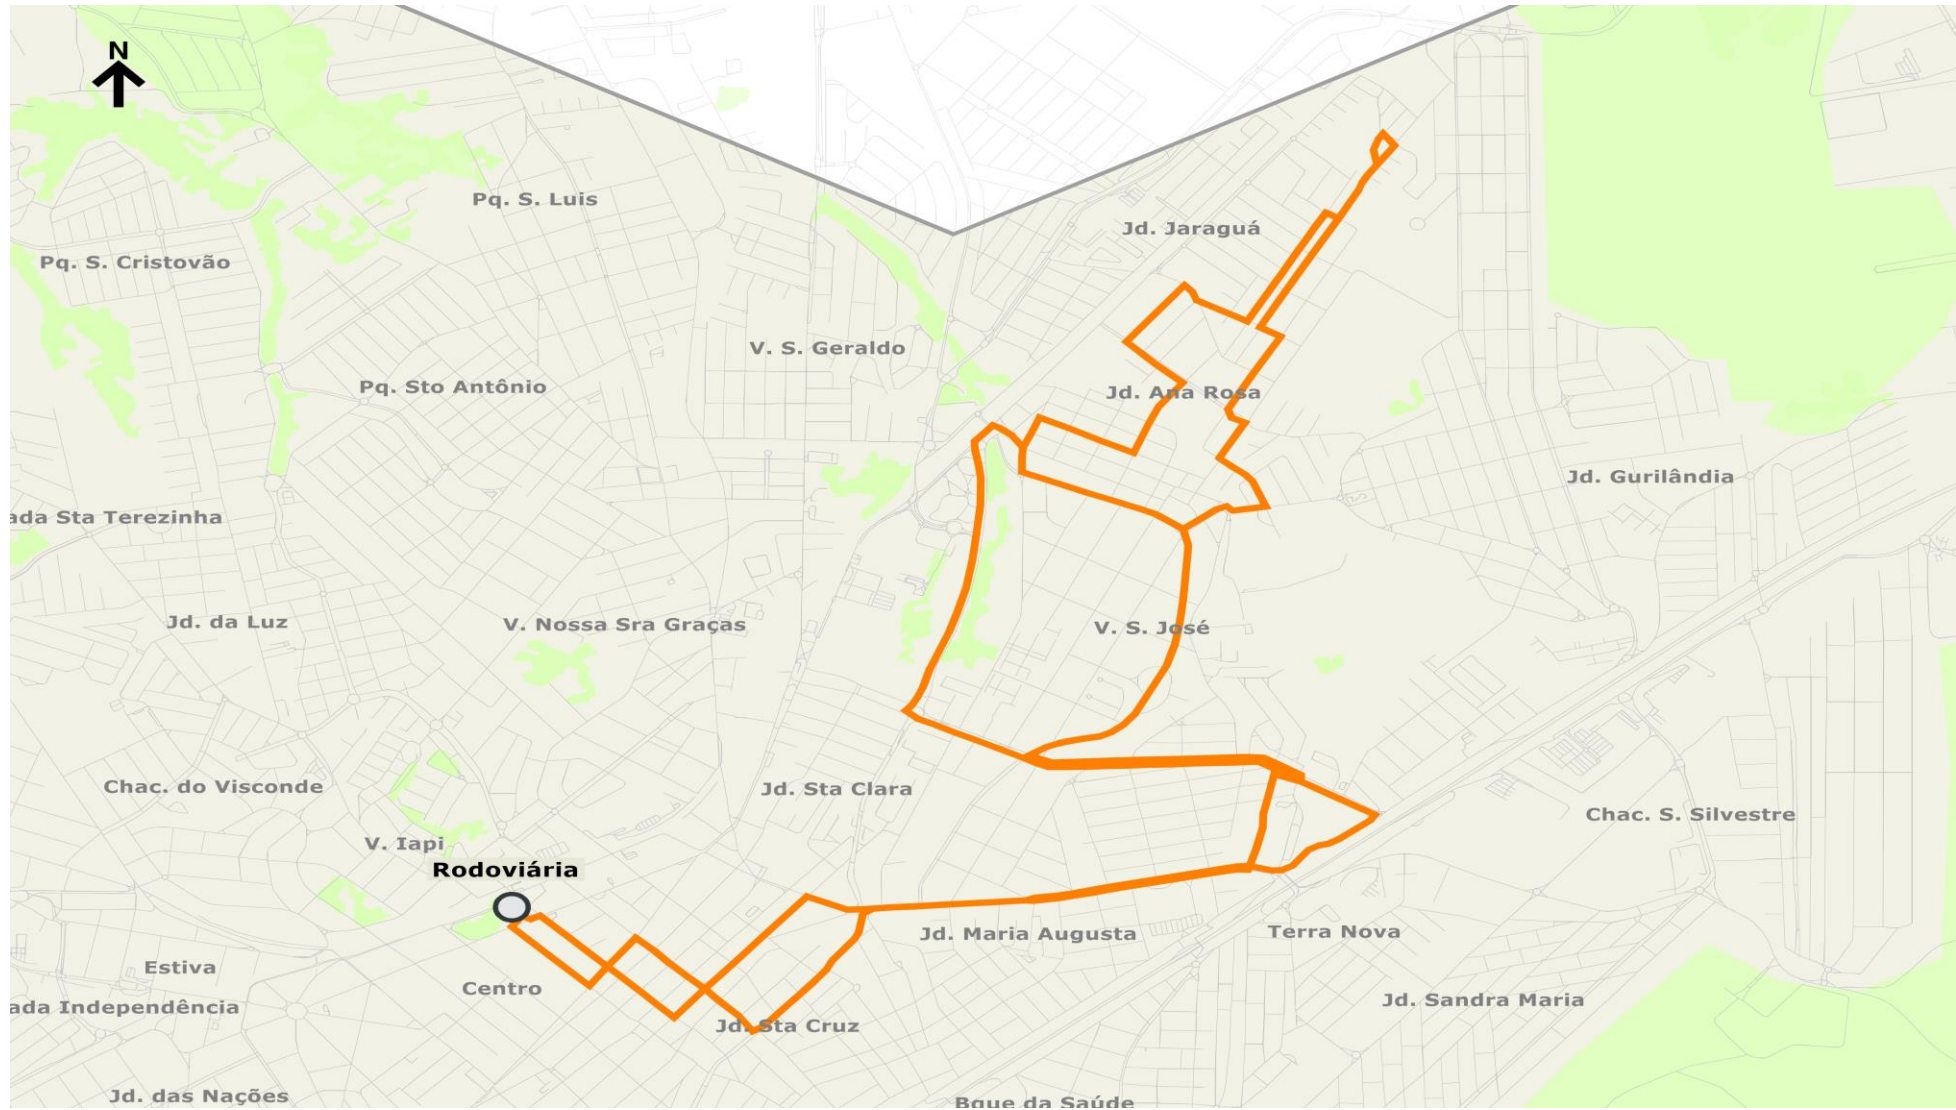 N
Pq. S. Luis
Jd. Jaraguá
Pq. S. Cristovão
V. S. Geraldo
Pq. Sto Antônio
Jd. Ana Rosa
Jd. Gurilândia
ada Sta Terezinha
Jd. da Luz
V. Nossa Sra Graças
V. S. José
Chac. do Visconde
Jd. Sta Clara
Chac. S. Silvestre
V. Iapi
Rodoviária
Jd. Maria Augusta
Terra Nova
Estiva
Centro
Jd. Sandra Maria
ada Independência
Jd. Sta Cruz
Jd. das Nações
Bque da Saúde